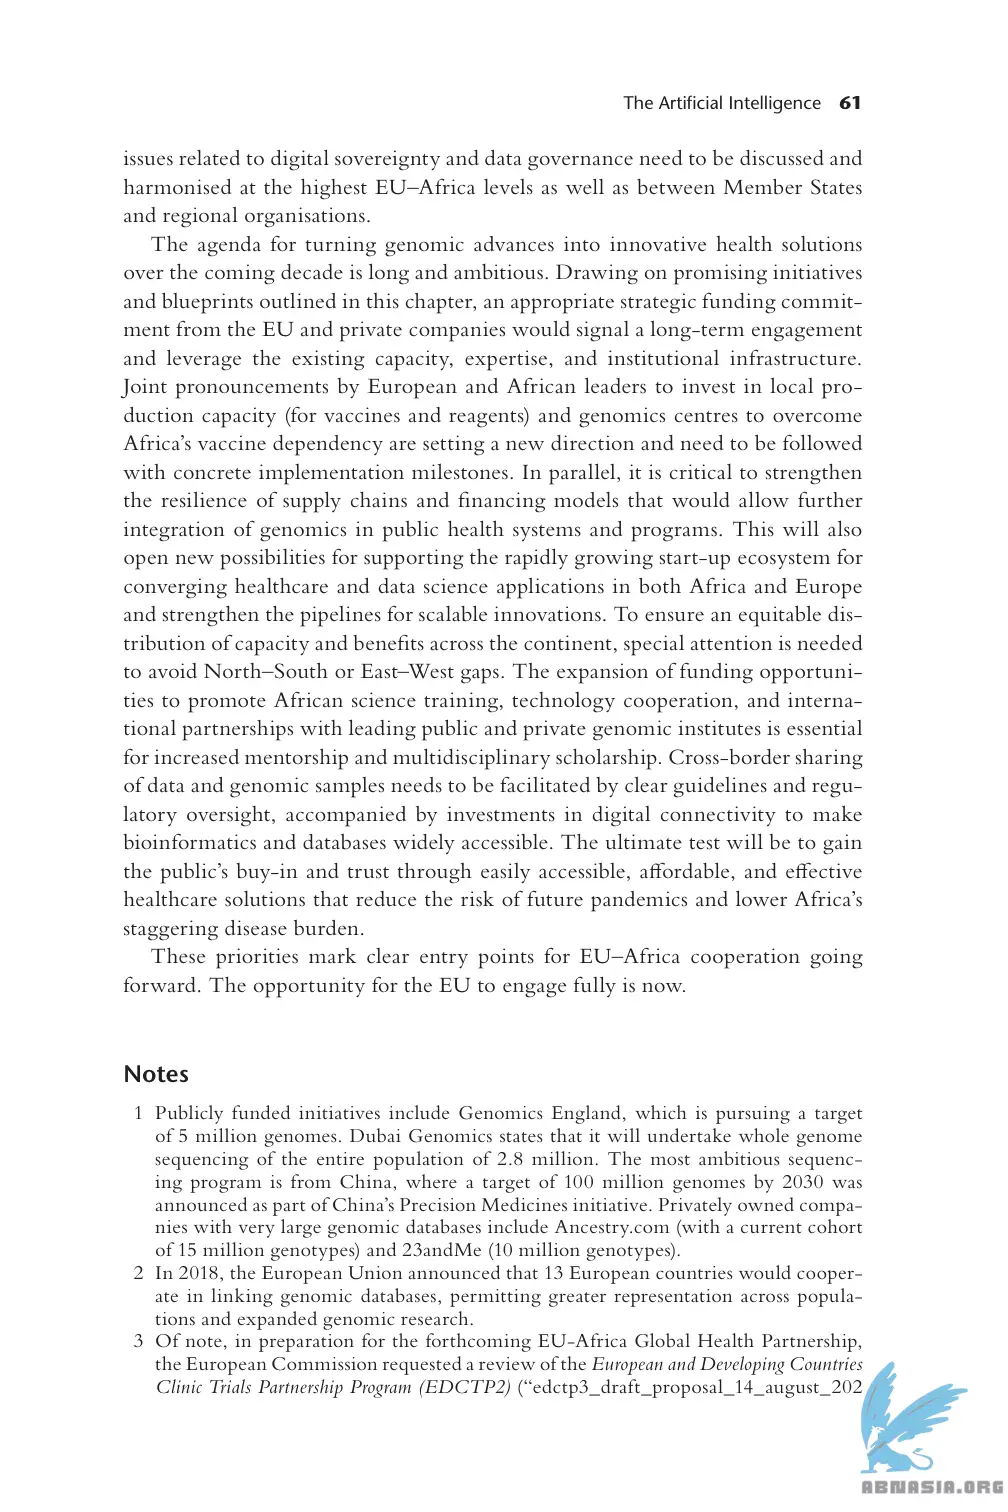 The Artificial Intelligence 61
issues related to digital sovereignty and data governance need to be discussed and
harmonised at the highest EU–Africa levels as well as between Member States
and regional organisations.
The agenda for turning genomic advances into innovative health solutions
over the coming decade is long and ambitious. Drawing on promising initiatives
and blueprints outlined in this chapter, an appropriate strategic funding commit-
ment from the EU and private companies would signal a long-term engagement
and leverage the existing capacity, expertise, and institutional infrastructure.
Joint pronouncements by European and African leaders to invest in local pro-
duction capacity (for vaccines and reagents) and genomics centres to overcome
Africa’s vaccine dependency are setting a new direction and need to be followed
with concrete implementation milestones. In parallel, it is critical to strengthen
the resilience of supply chains and financing models that would allow further
integration of genomics in public health systems and programs. This will also
open new possibilities for supporting the rapidly growing start-up ecosystem for
converging healthcare and data science applications in both Africa and Europe
and strengthen the pipelines for scalable innovations. To ensure an equitable dis-
tribution of capacity and benefits across the continent, special attention is needed
to avoid North–South or East–West gaps. The expansion of funding opportuni-
ties to promote African science training, technology cooperation, and interna-
tional partnerships with leading public and private genomic institutes is essential
for increased mentorship and multidisciplinary scholarship. Cross-border sharing
of data and genomic samples needs to be facilitated by clear guidelines and regu-
latory oversight, accompanied by investments in digital connectivity to make
bioinformatics and databases widely accessible. The ultimate test will be to gain
the public’s buy-in and trust through easily accessible, affordable, and effective
healthcare solutions that reduce the risk of future pandemics and lower Africa’s
staggering disease burden.
These priorities mark clear entry points for EU–Africa cooperation going
forward. The opportunity for the EU to engage fully is now.
Notes
1 Publicly funded initiatives include Genomics England, which is pursuing a target
of 5 million genomes. Dubai Genomics states that it will undertake whole genome
sequencing of the entire population of 2.8 million. The most ambitious sequenc-
ing program is from China, where a target of 100 million genomes by 2030 was
announced as part of China’s Precision Medicines initiative. Privately owned compa-
nies with very large genomic databases include Ancestry.com (with a current cohort
of 15 million genotypes) and 23andMe (10 million genotypes).
2 In 2018, the European Union announced that 13 European countries would cooper-
ate in linking genomic databases, permitting greater representation across popula-
tions and expanded genomic research.
3 Of note, in preparation for the forthcoming EU-Africa Global Health Partnership,
the European Commission requested a review of the European and Developing Countries
Clinic Trials Partnership Program (EDCTP2) (“edctp3_draft_proposal_14_august_202
ABNASIA.ORG